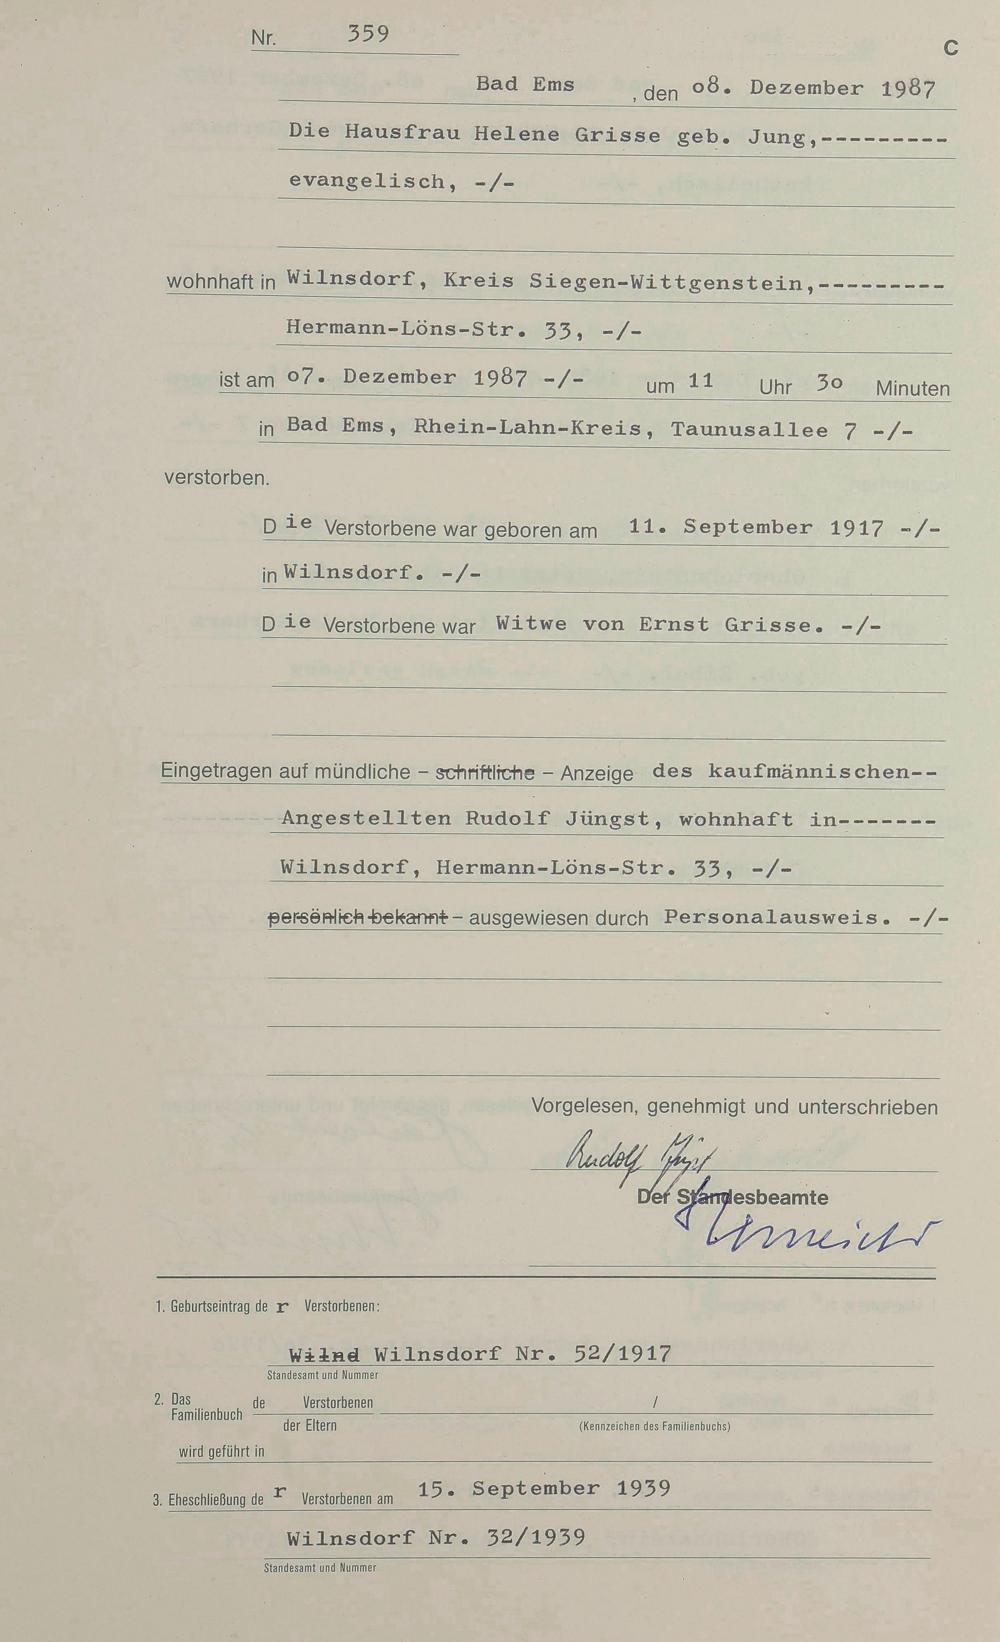 Nr. 359
C
Bad Ems, den o8. Dezember 1987
Die Hausfrau Helene Grisse geb. Jung,---------
evangelisch, -/-
wohnhaft in Wilnsdorf, Kreis Siegen-Wittgenstein,---------
Hermann-Löns-Str. 33, -/-
ist am o7. Dezember 1987 -/- um 11 Uhr 3o Minuten
in Bad Ems, Rhein-Lahn-Kreis, Taunusallee 7 -/-
verstorben.
Die Verstorbene war geboren am 11. September 1917 -/-
in Wilnsdorf. -/-
Die Verstorbene war Witwe von Ernst Grisse. -/-
Eingetragen auf mündliche – schriftliche – Anzeige des kaufmännischen--
Angestellten Rudolf Jüngst, wohnhaft in-------
Wilnsdorf, Hermann-Löns-Str. 33, -/-
persönlich bekannt – ausgewiesen durch Personalausweis. -/-
Vorgelesen, genehmigt und unterschrieben
Rudolf Jüngst
Der Standesbeamte
1. Geburtseintrag der Verstorbenen:
Wilnd Wilnsdorf Nr. 52/1917
Standesamt und Nummer
2. Das Familienbuch de Verstorbenen /
der Eltern (Kennzeichen des Familienbuchs)
wird geführt in
3. Eheschließung der Verstorbenen am 15. September 1939
Wilnsdorf Nr. 32/1939
Standesamt und Nummer